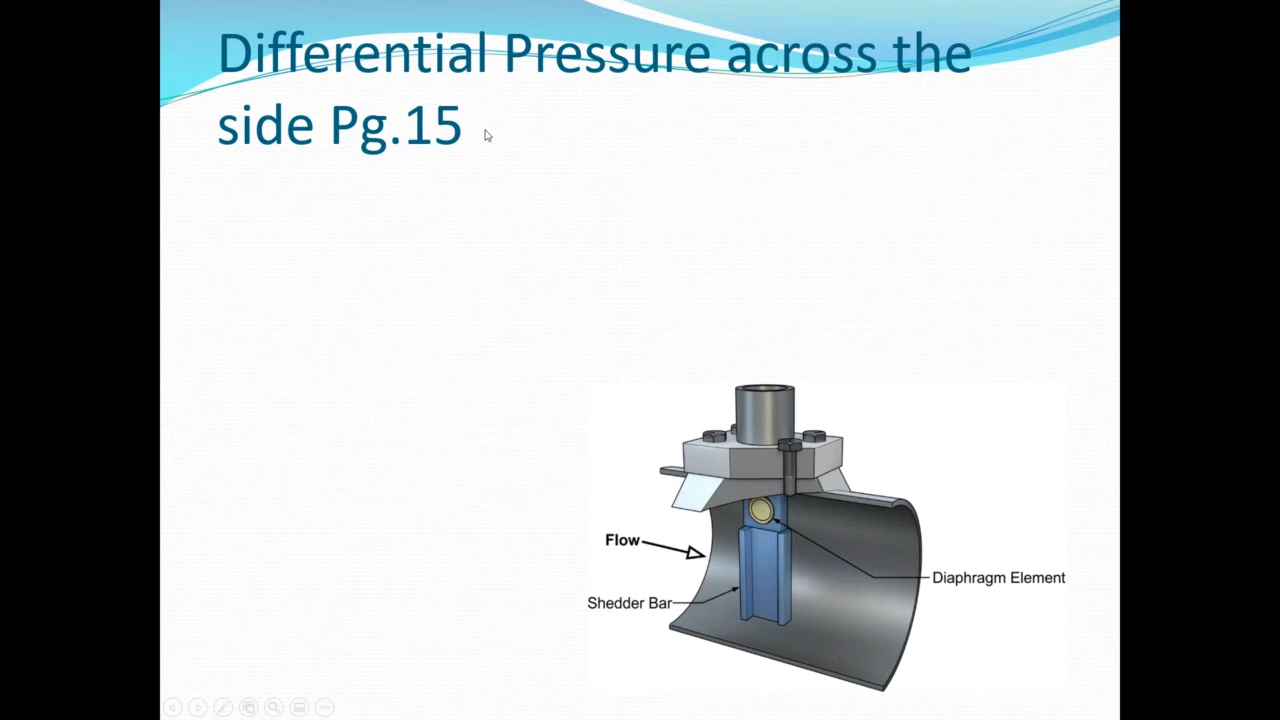 Differential Pressure across the
side Pg.15
Flow
Diaphragm Element
Shedder Bar